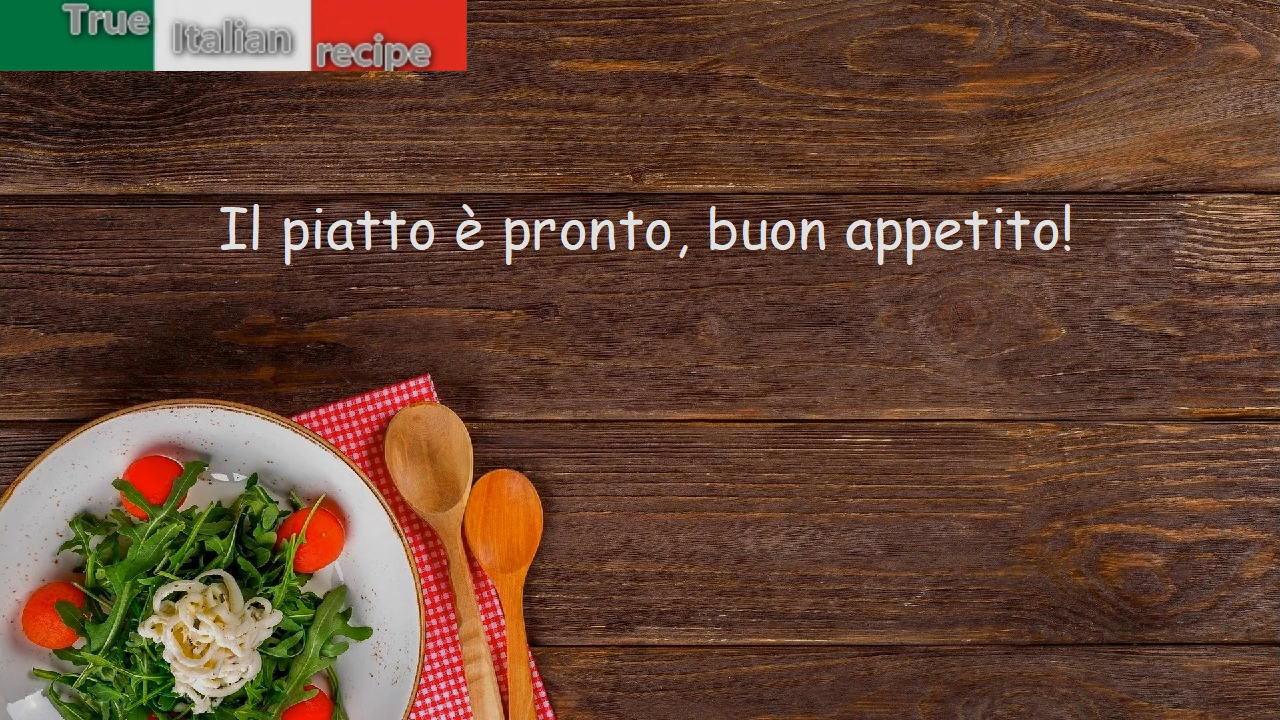 True Italian recipe
Il piatto è pronto, buon appetito!